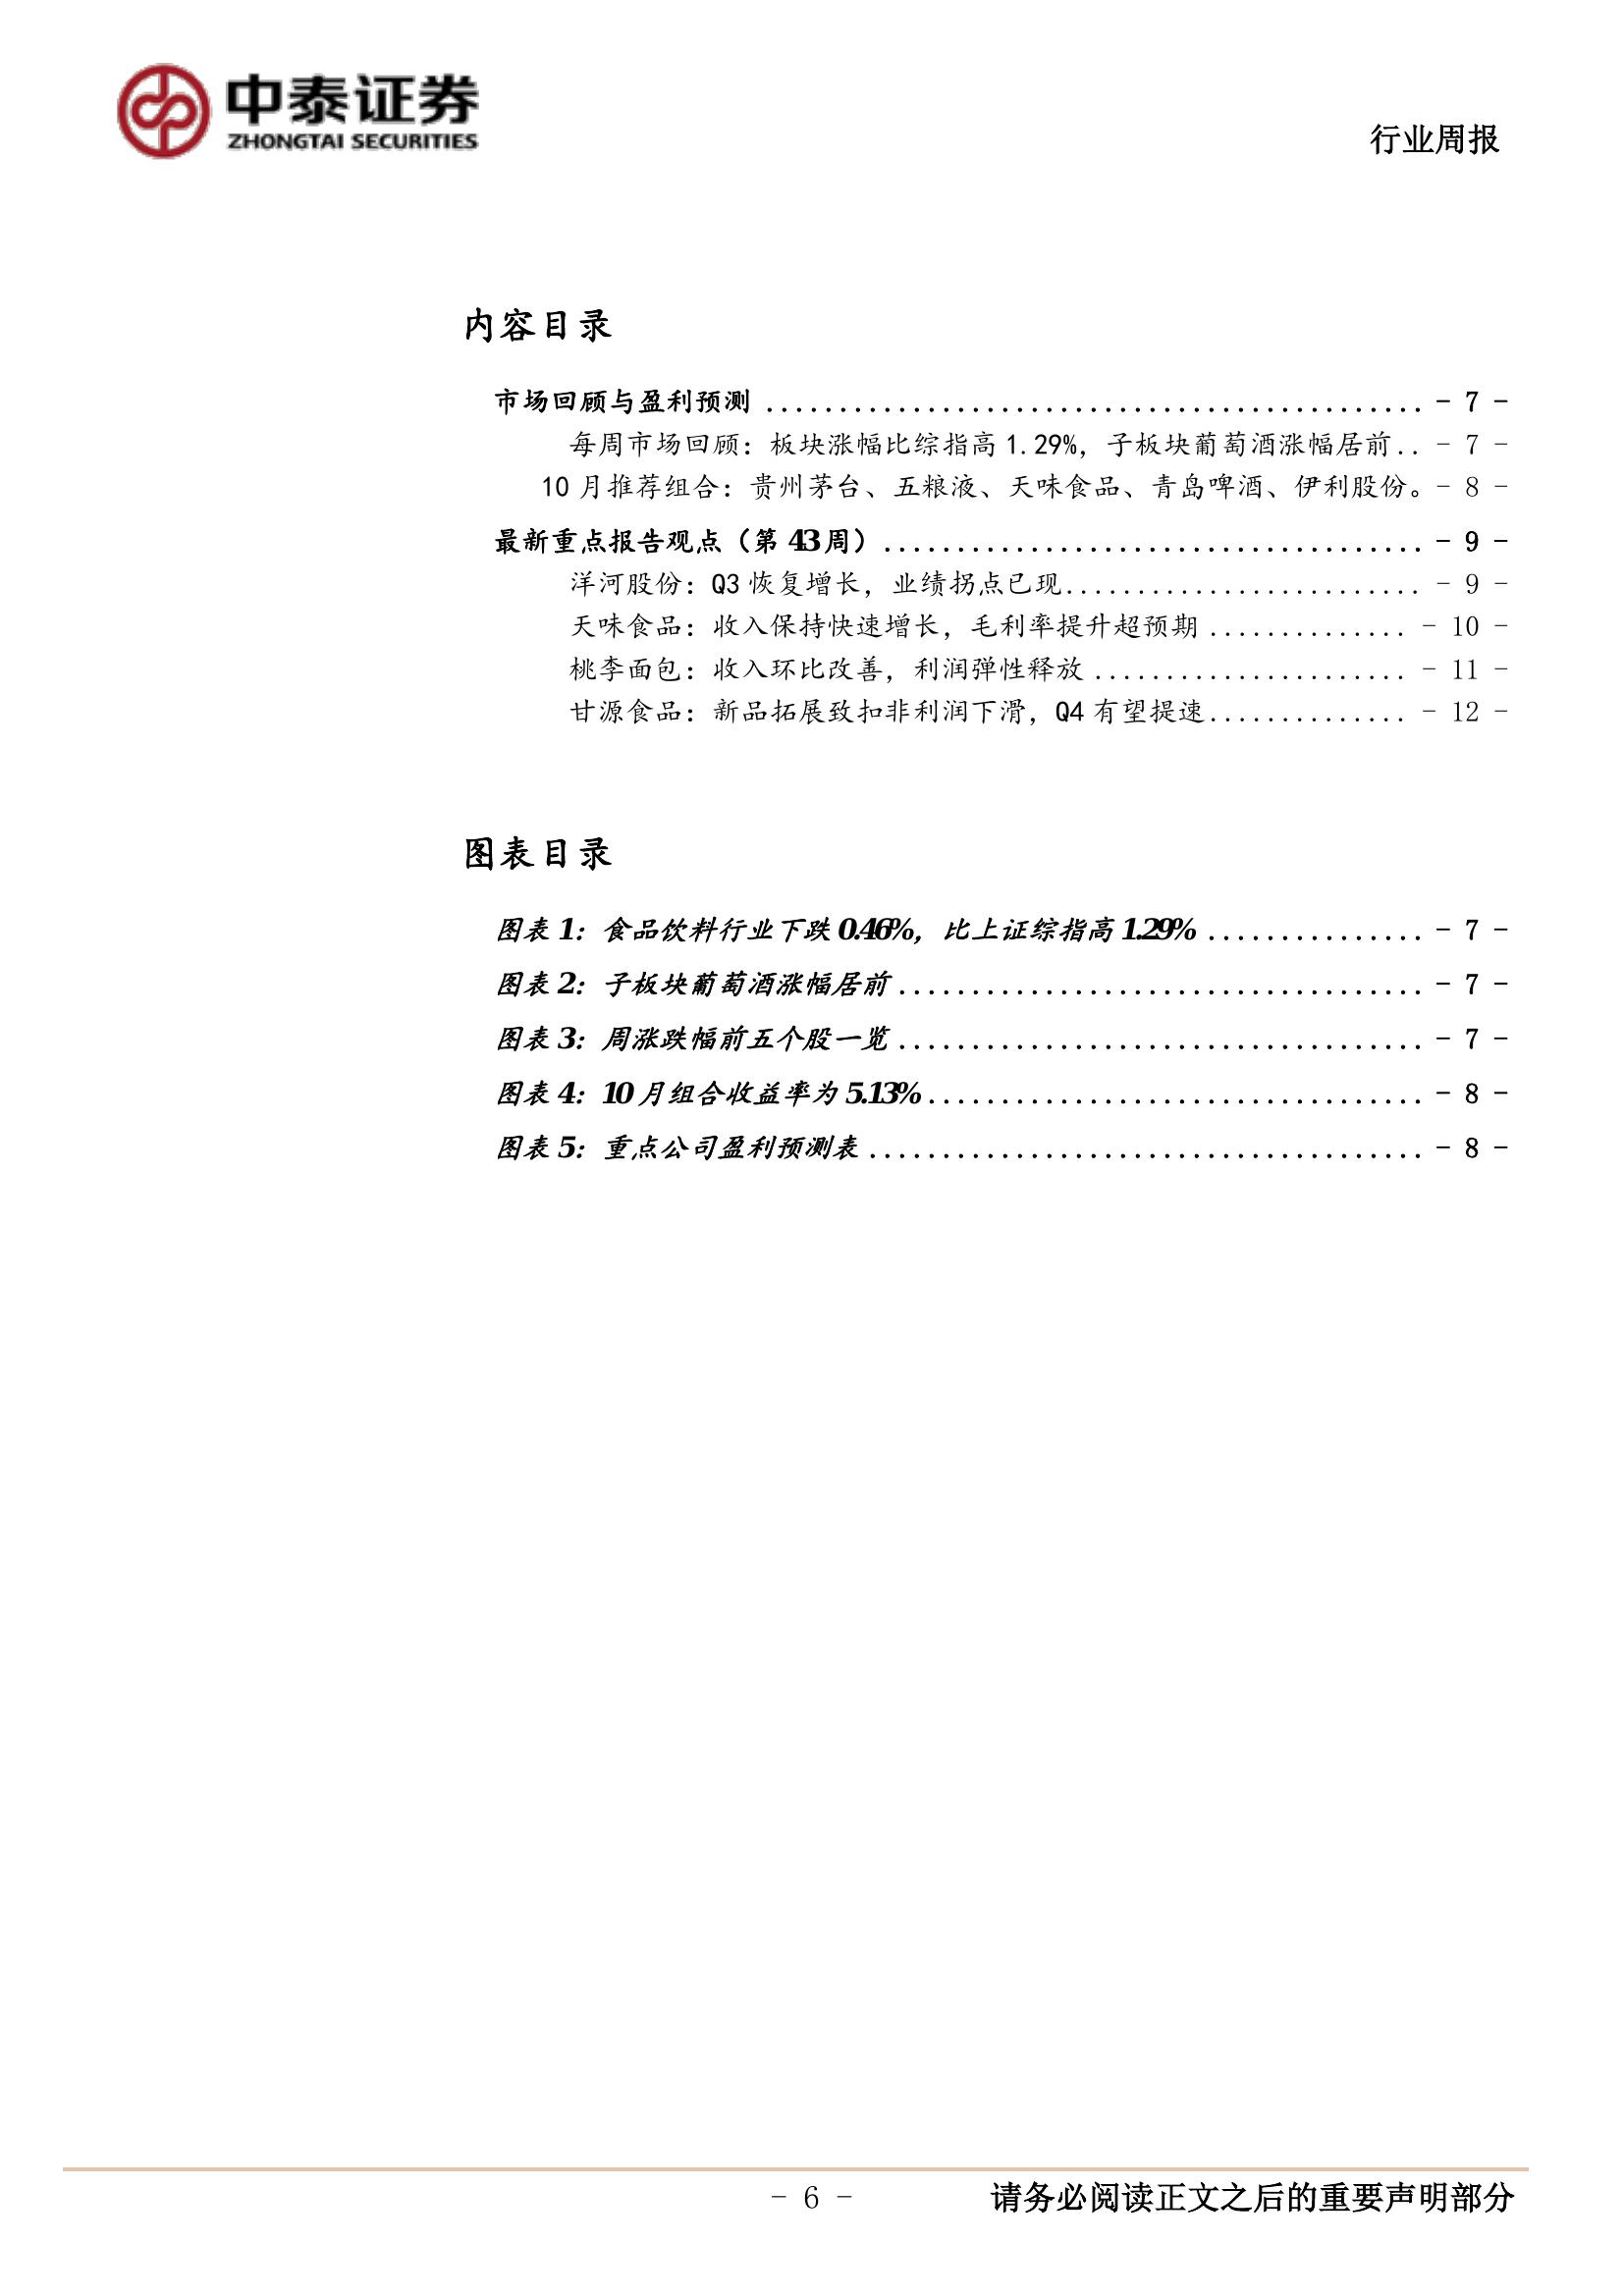 中泰证券
ZHONGTAI SECURITIES
行业周报
内容目录
市场回顾与盈利预测 ............................................. - 7 -
每周市场回顾：板块涨幅比综指高 1.29%，子板块葡萄酒涨幅居前.. - 7 -
10 月推荐组合：贵州茅台、五粮液、天味食品、青岛啤酒、伊利股份。- 8 -
最新重点报告观点（第 43 周）..................................... - 9 -
洋河股份：Q3 恢复增长，业绩拐点已现......................... - 9 -
天味食品：收入保持快速增长，毛利率提升超预期 .............. - 10 -
桃李面包：收入环比改善，利润弹性释放 ...................... - 11 -
甘源食品：新品拓展致扣非利润下滑，Q4 有望提速.............. - 12 -
图表目录
图表 1：食品饮料行业下跌 0.46%，比上证综指高 1.29% ............... - 7 -
图表 2：子板块葡萄酒涨幅居前 .................................... - 7 -
图表 3：周涨跌幅前五个股一览 .................................... - 7 -
图表 4：10 月组合收益率为 5.13%.................................. - 8 -
图表 5：重点公司盈利预测表 ...................................... - 8 -
- 6 -
请务必阅读正文之后的重要声明部分